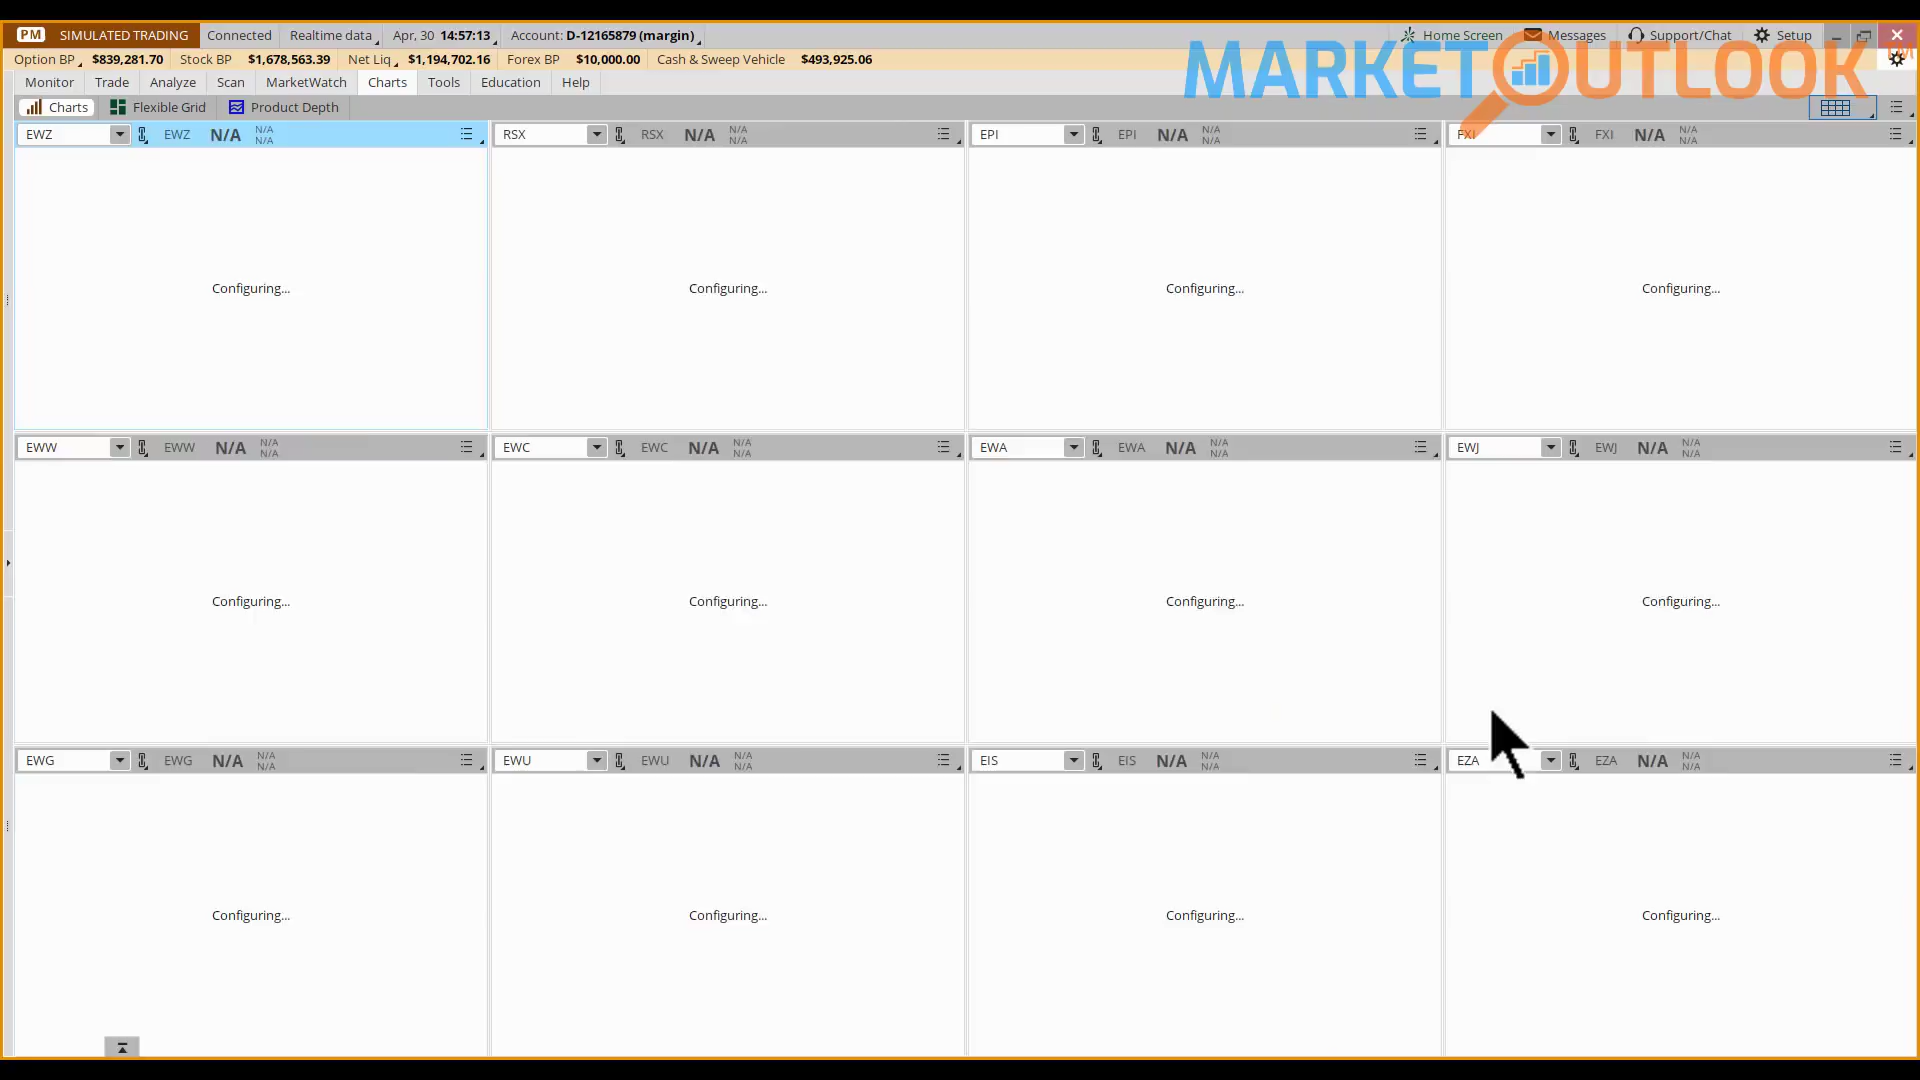 PM SIMULATED TRADING Connected Realtime data Apr, 30 14:57:13 Account: D-12165879 (margin) Home Screen Messages Support/Chat Setup
Option BP $839,281.70 Stock BP $1,678,563.39 Net Liq $1,194,702.16 Forex BP $10,000.00 Cash & Sweep Vehicle $493,925.06
MARKETOUTLOOK TM
Monitor Trade Analyze Scan MarketWatch Charts Tools Education Help
Charts Flexible Grid Product Depth
EWZ EWZ N/A N/A N/A RSX RSX N/A N/A N/A EPI EPI N/A N/A N/A FXI FXI N/A N/A N/A
Configuring... Configuring... Configuring... Configuring...
EWW EWW N/A N/A N/A EWC EWC N/A N/A N/A EWA EWA N/A N/A N/A EWJ EWJ N/A N/A N/A
Configuring... Configuring... Configuring... Configuring...
EWG EWG N/A N/A N/A EWU EWU N/A N/A N/A EIS EIS N/A N/A N/A EZA EZA N/A N/A N/A
Configuring... Configuring... Configuring... Configuring...